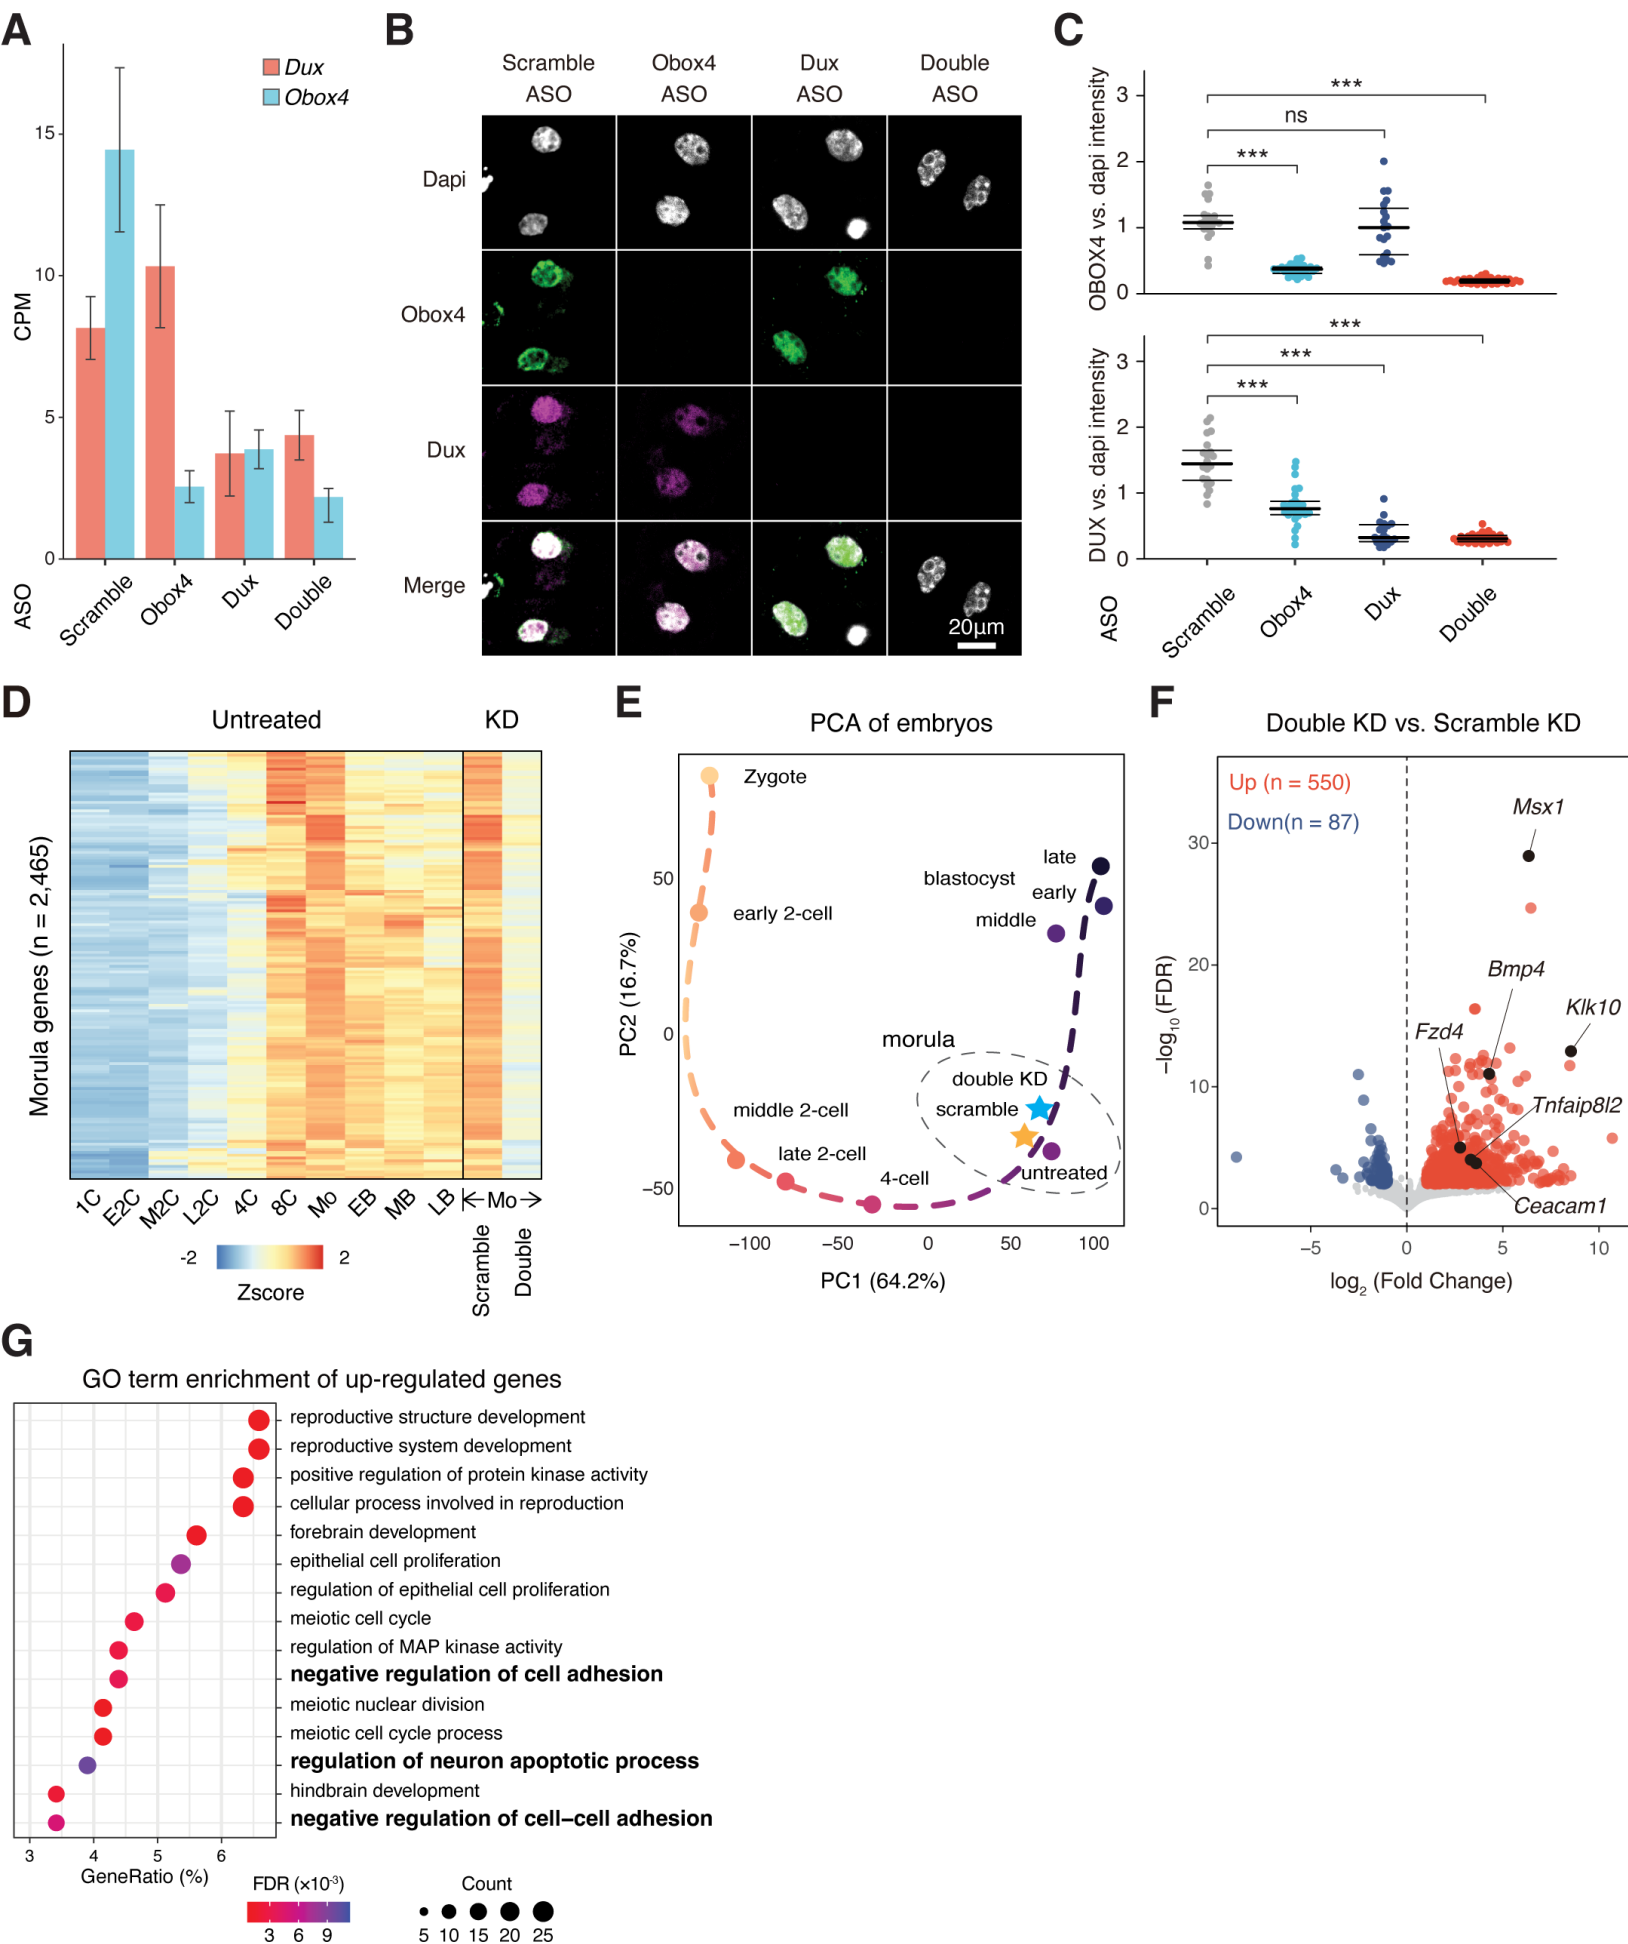 A
Dux
Obox4
15
10
5
0
CPM
ASO
Scramble
Obox4
Dux
Double
B
Scramble ASO
Obox4 ASO
Dux ASO
Double ASO
Dapi
Obox4
Dux
Merge
20µm
C
OBOX4 vs. dapi intensity
3
2
1
0
***
ns
***
DUX vs. dapi intensity
3
2
1
0
***
***
***
ASO
Scramble
Obox4
Dux
Double
D
Untreated
KD
Morula genes (n = 2,465)
1C
E2C
M2C
L2C
4C
8C
Mo
EB
MB
LB
←Mo→
Scramble
Double
-2
2
Zscore
E
PCA of embryos
PC2 (16.7%)
50
0
−50
Zygote
early 2-cell
middle 2-cell
late 2-cell
4-cell
late
blastocyst
early
middle
morula
double KD
scramble
untreated
−100
−50
0
50
100
PC1 (64.2%)
F
Double KD vs. Scramble KD
Up (n = 550)
Down(n = 87)
Msx1
Bmp4
Klk10
Fzd4
Tnfaip8l2
Ceacam1
−log10 (FDR)
30
20
10
0
−5
0
5
10
log2 (Fold Change)
G
GO term enrichment of up-regulated genes
reproductive structure development
reproductive system development
positive regulation of protein kinase activity
cellular process involved in reproduction
forebrain development
epithelial cell proliferation
regulation of epithelial cell proliferation
meiotic cell cycle
regulation of MAP kinase activity
negative regulation of cell adhesion
meiotic nuclear division
meiotic cell cycle process
regulation of neuron apoptotic process
hindbrain development
negative regulation of cell–cell adhesion
3
4
5
6
GeneRatio (%)
FDR (×10-3)
3 6 9
Count
5 10 15 20 25